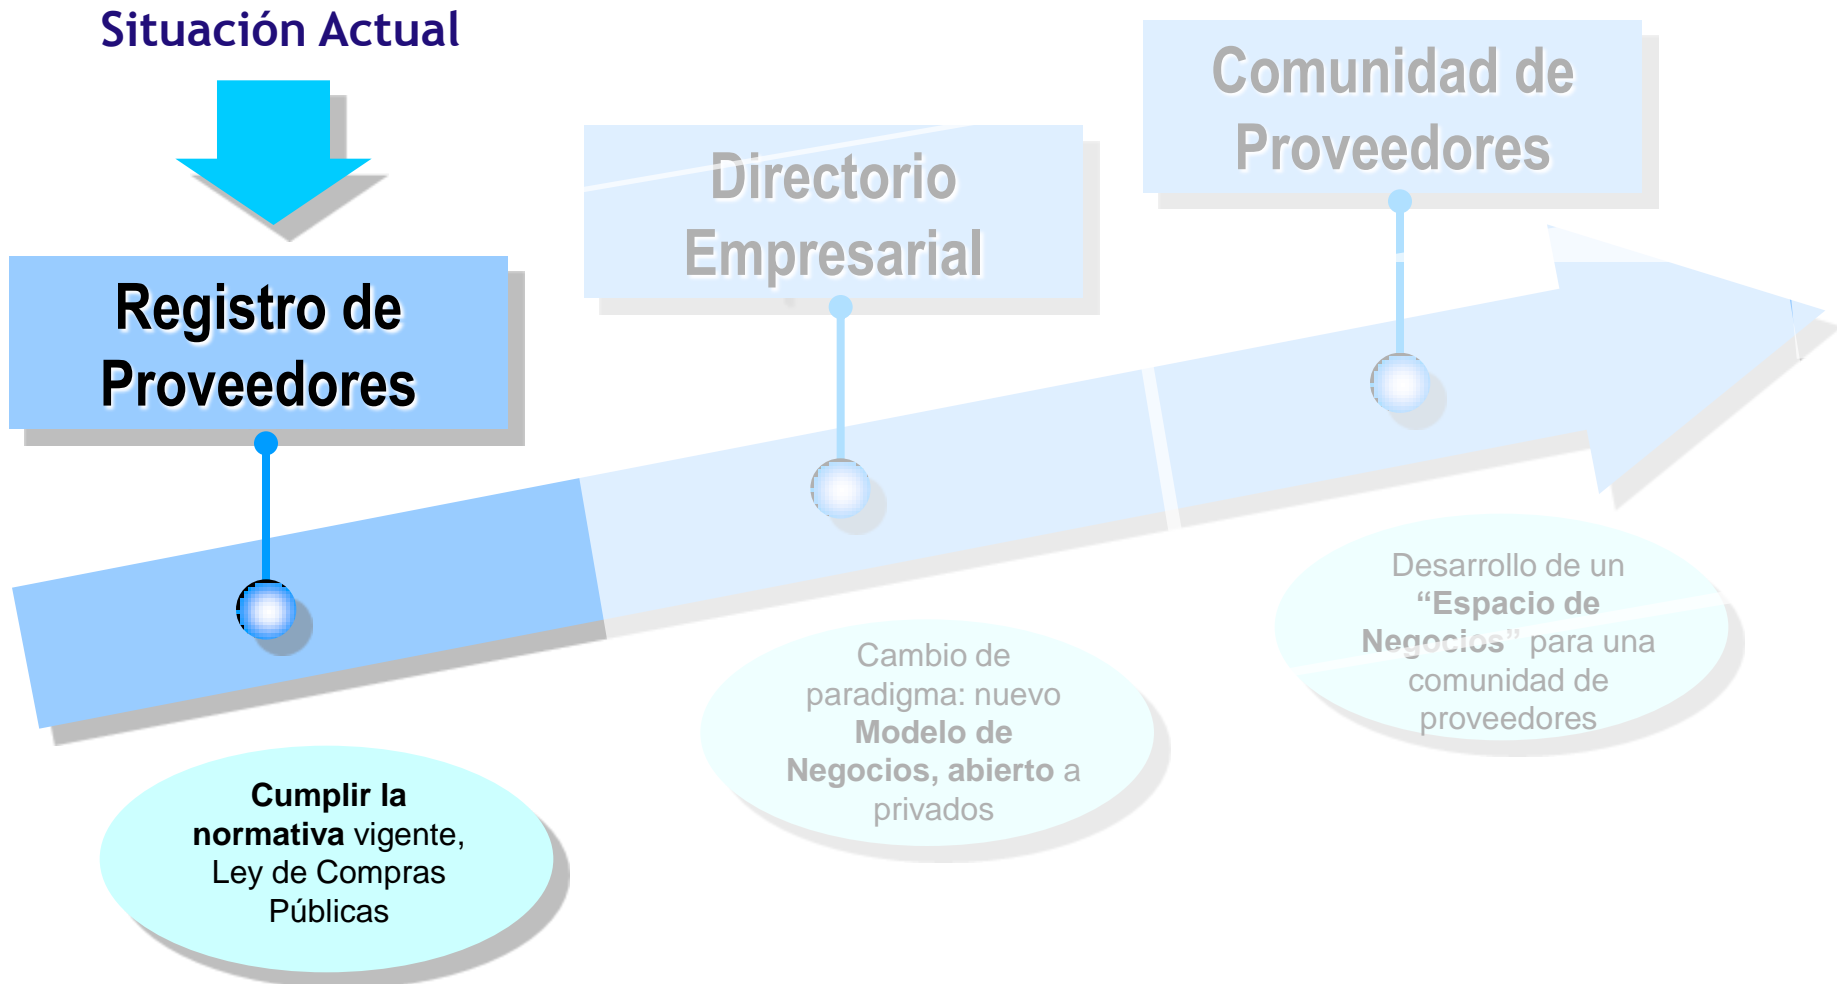 Situación Actual
Registro de
Proveedores
Cumplir la
normativa vigente,
Ley de Compras
Públicas
Directorio
Empresarial
Cambio de
paradigma: nuevo
Modelo de
Negocios, abierto a
privados
Comunidad de
Proveedores
Desarrollo de un
“Espacio de
Negocios” para una
comunidad de
proveedores